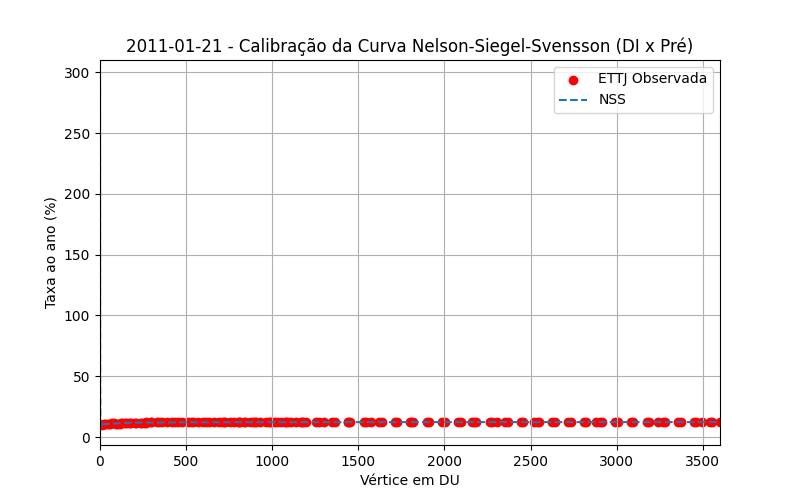 2011-01-21 - Calibração da Curva Nelson-Siegel-Svensson (DI x Pré)
300
250
200
150
100
50
0
Taxa ao ano (%)
ETTJ Observada
NSS
0 500 1000 1500 2000 2500 3000 3500
Vértice em DU